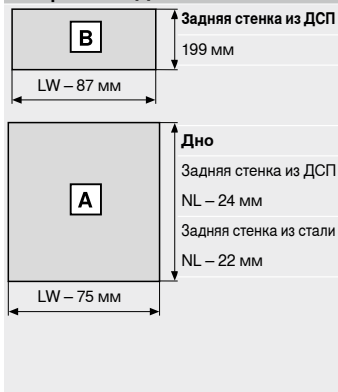 B
Задняя стенка из ДСП
199 мм
LW – 87 мм
A
Дно
Задняя стенка из ДСП
NL – 24 мм
Задняя стенка из стали
NL – 22 мм
LW – 75 мм